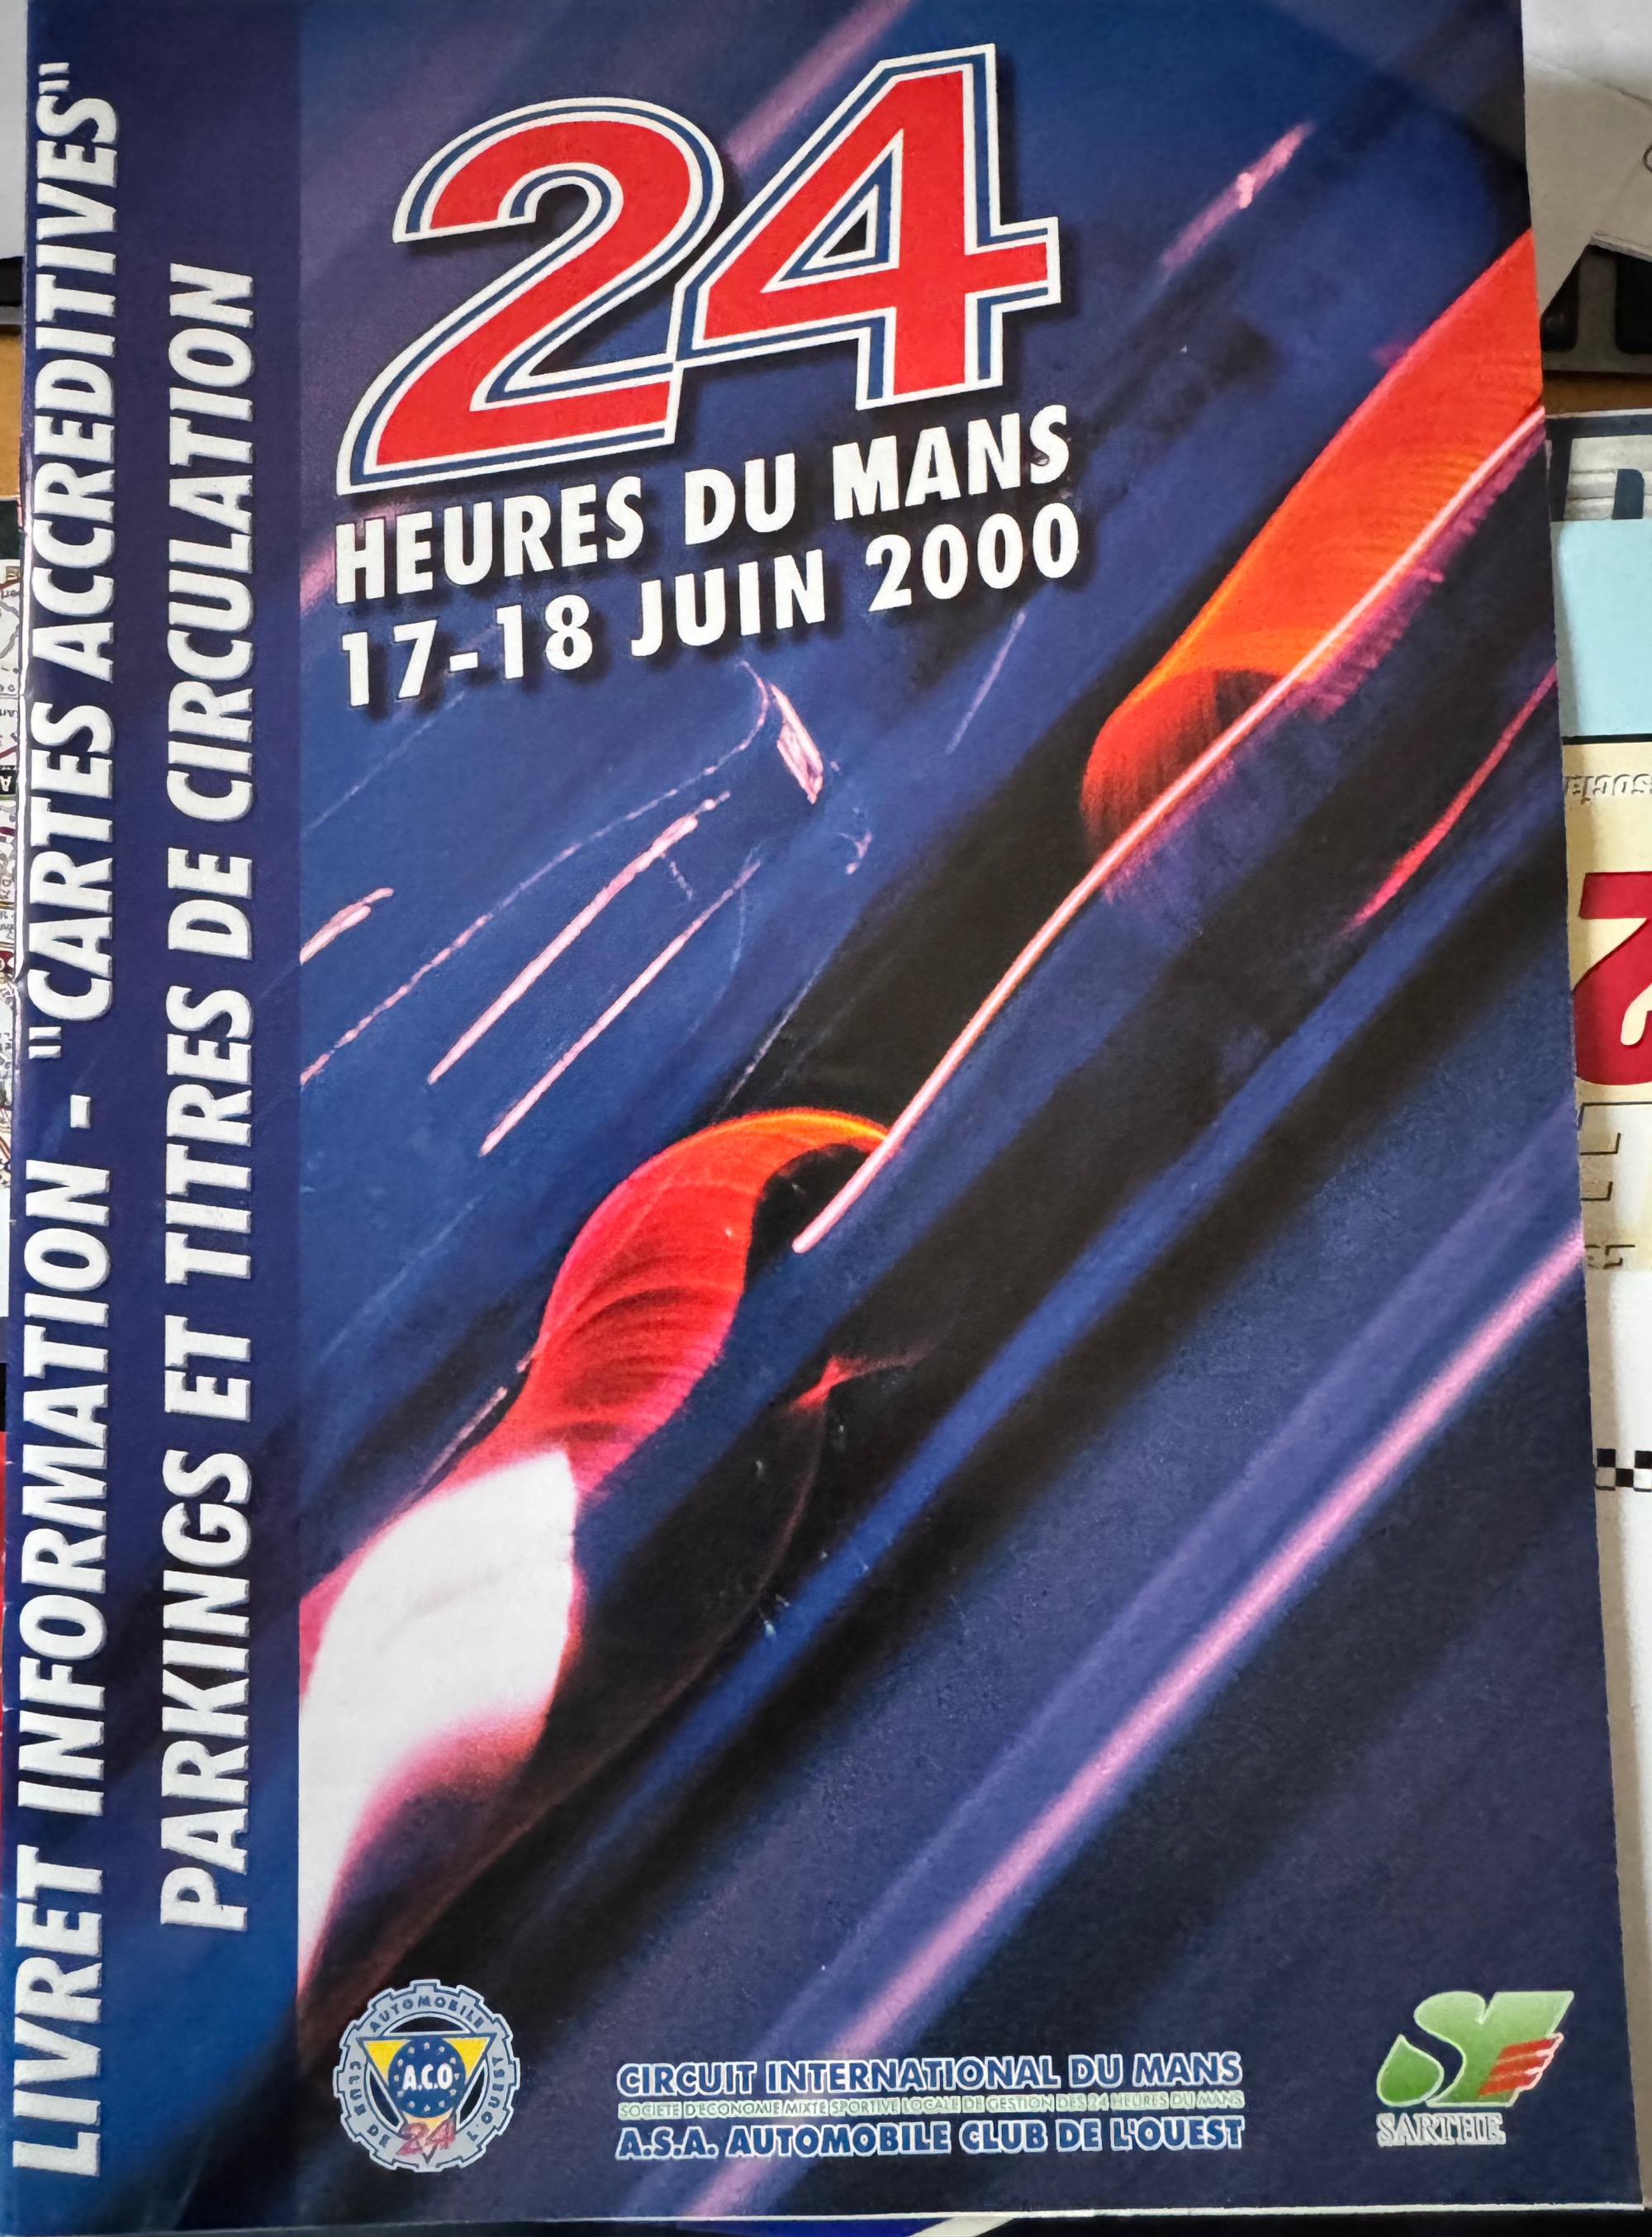 LIVRET INFORMATION - "CARTES ACCREDITIVES"
PARKINGS ET TITRES DE CIRCULATION
24
HEURES DU MANS
17-18 JUIN 2000
AUTOMOBILE
CLUB DE L'OUEST
A.C.O
24
CIRCUIT INTERNATIONAL DU MANS
SOCIETE D'ECONOMIE MIXTE SPORTIVE LOCALE DE GESTION DES 24 HEURES DU MANS
A.S.A. AUTOMOBILE CLUB DE L'OUEST
SARTHE